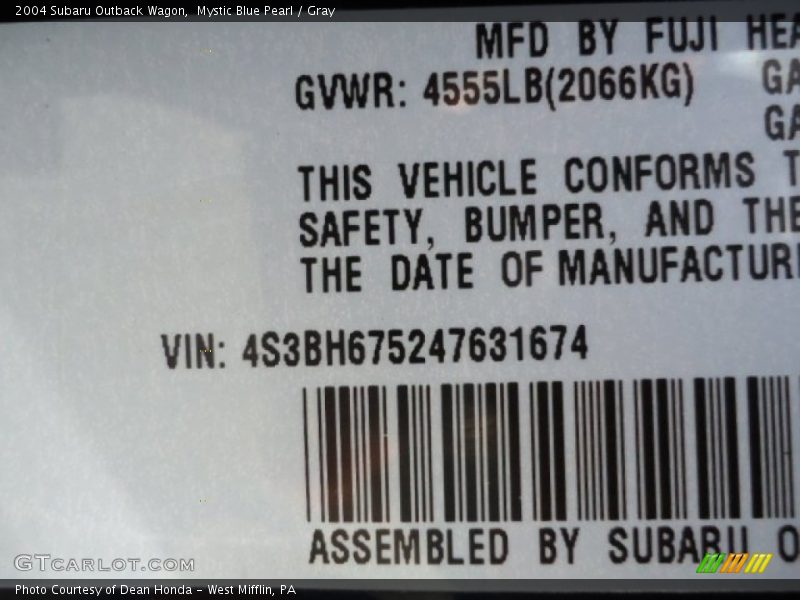 2004 Subaru Outback Wagon, Mystic Blue Pearl / Gray
MFD BY FUJI
GVWR: 4555LB(2066KG)
THIS VEHICLE CONFORMS
SAFETY, BUMPER, AND THE
THE DATE OF MANUFACTUR
VIN: 4S3BH675247631674
ASSEMBLED BY SUBARU
GTCARLOT.COM
Photo Courtesy of Dean Honda - West Mifflin, PA